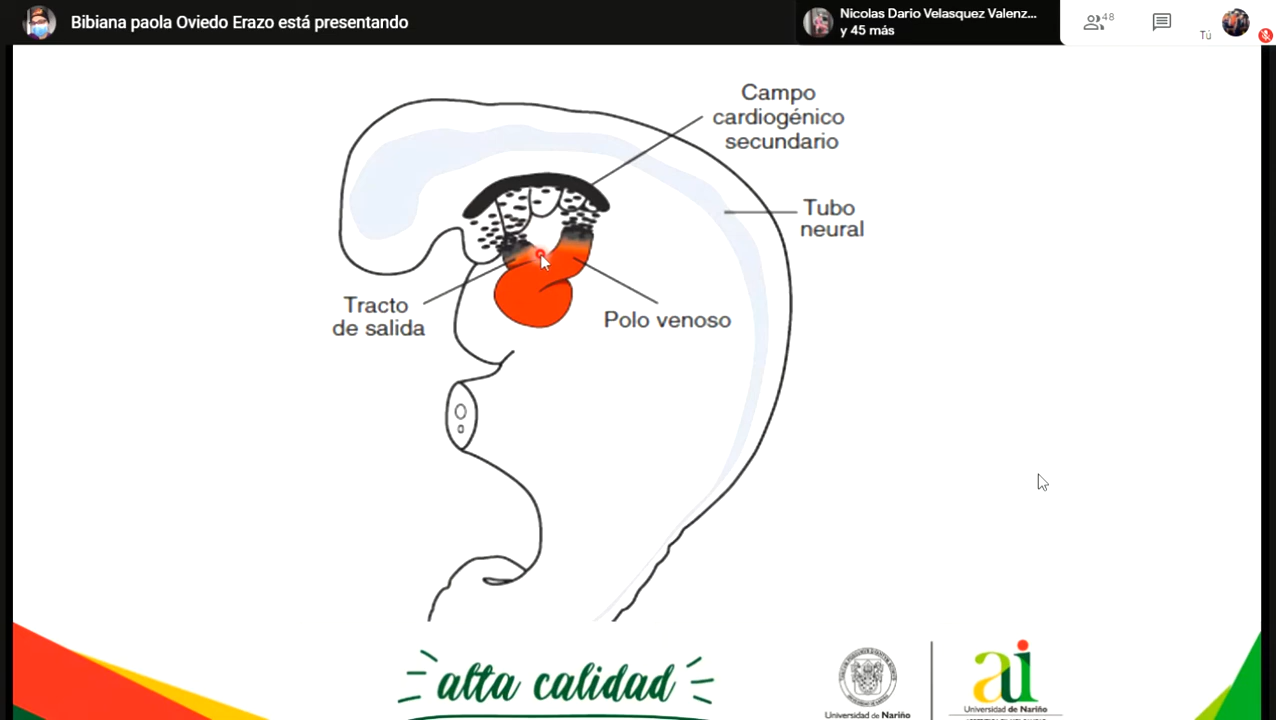 Bibiana paola Oviedo Erazo está presentando
Nicolas Dario Velasquez Valenz...
y 45 más
48
Tú
Campo
cardiogénico
secundario
Tubo
neural
Tracto
de salida
Polo venoso
alta calidad
Universidad de Nariño
ai
Universidad de Nariño